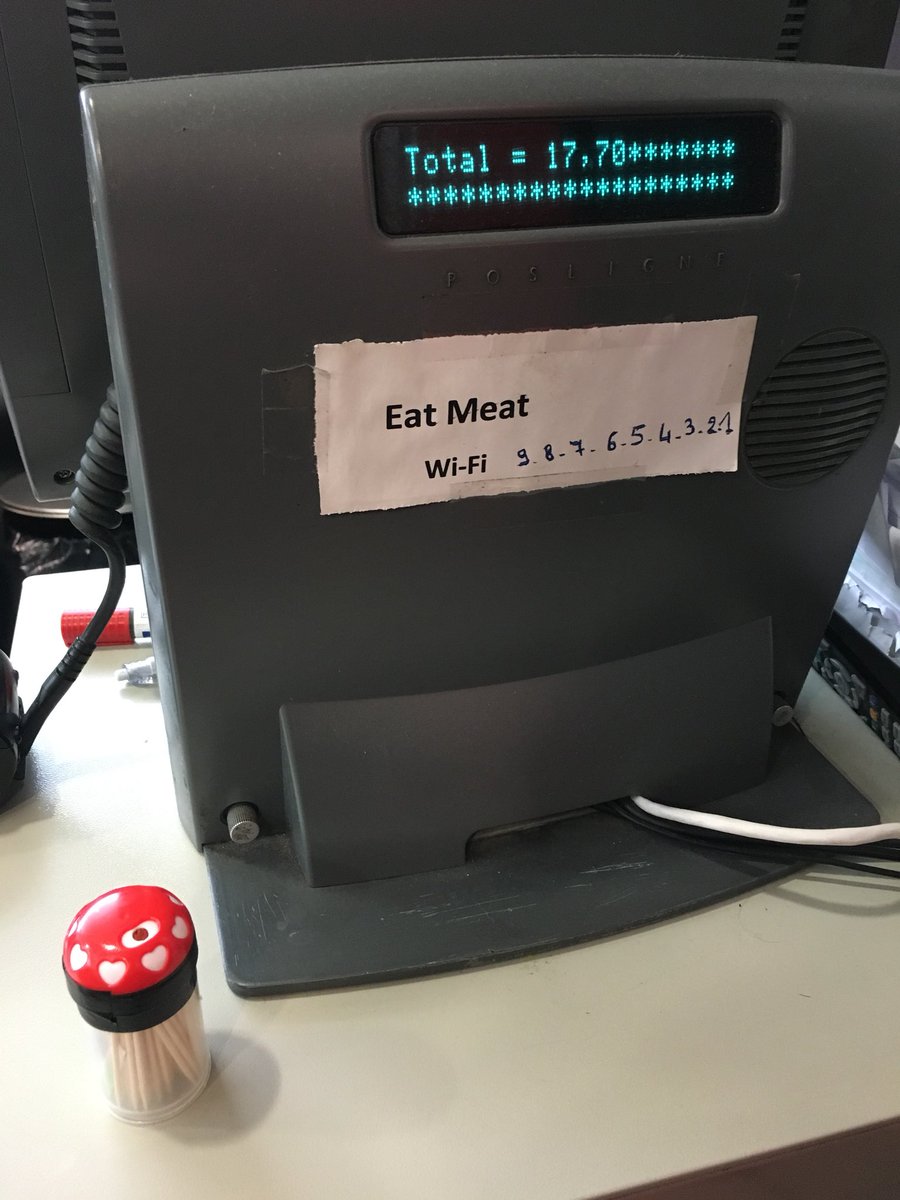 Total = 17,70*******
*******************
POSLIGNE
Eat Meat
Wi-Fi 9.8.7.6.5.4.3.2.1